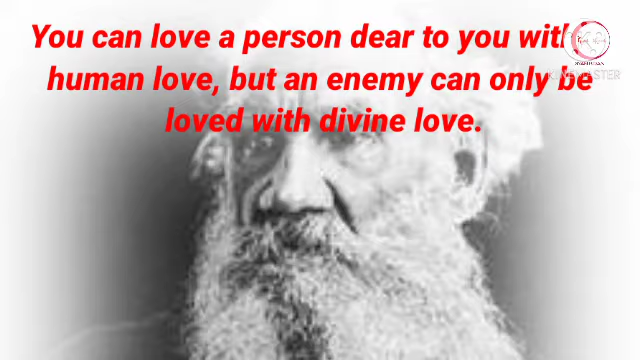 You can love a person dear to you with
human love, but an enemy can only be
loved with divine love.